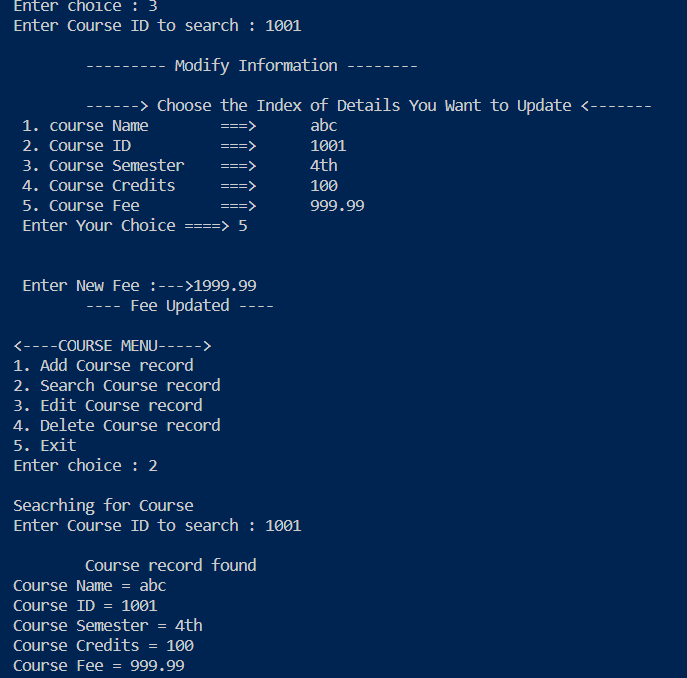 Enter choice : 3
Enter Course ID to search : 1001
--------- Modify Information --------
------> Choose the Index of Details You Want to Update <-------
1. course Name ===> abc
2. Course ID ===> 1001
3. Course Semester ===> 4th
4. Course Credits ===> 100
5. Course Fee ===> 999.99
Enter Your Choice ====> 5
Enter New Fee :--->1999.99
---- Fee Updated ----
<----COURSE MENU----->
1. Add Course record
2. Search Course record
3. Edit Course record
4. Delete Course record
5. Exit
Enter choice : 2
Seacrhing for Course
Enter Course ID to search : 1001
Course record found
Course Name = abc
Course ID = 1001
Course Semester = 4th
Course Credits = 100
Course Fee = 999.99